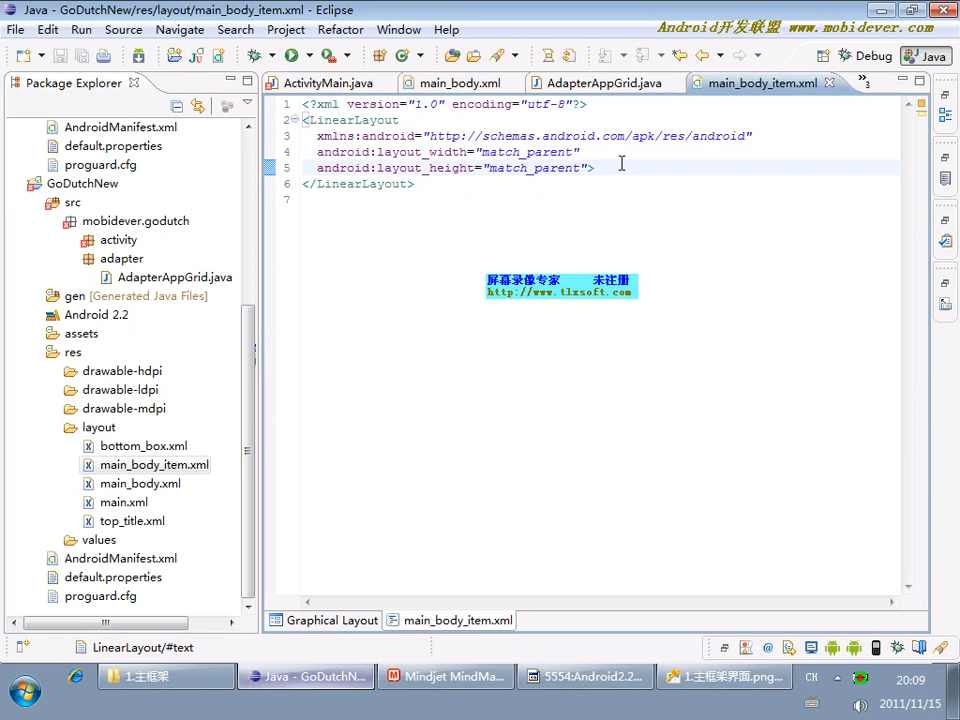 Java - GoDutchNew/res/layout/main_body_item.xml - Eclipse
File Edit Run Source Navigate Search Project Refactor Window Help
Android开发联盟 www.mobidever.com
Debug Java
Package Explorer
ActivityMain.java main_body.xml AdapterAppGrid.java main_body_item.xml »3
AndroidManifest.xml
default.properties
proguard.cfg
GoDutchNew
src
mobidever.godutch
activity
adapter
AdapterAppGrid.java
gen [Generated Java Files]
Android 2.2
assets
res
drawable-hdpi
drawable-ldpi
drawable-mdpi
layout
bottom_box.xml
main_body_item.xml
main_body.xml
main.xml
top_title.xml
values
AndroidManifest.xml
default.properties
proguard.cfg
1 <?xml version="1.0" encoding="utf-8"?>
2 <LinearLayout
3 xmlns:android="http://schemas.android.com/apk/res/android"
4 android:layout_width="match_parent"
5 android:layout_height="match_parent">
6 </LinearLayout>
7
屏幕录像专家 未注册
http://www.tlxsoft.com
Graphical Layout main_body_item.xml
LinearLayout/#text
1.主框架 Java - GoDutchN... Mindjet MindMa... 5554:Android2.2... 1.主框架界面.png... CH 20:09
2011/11/15